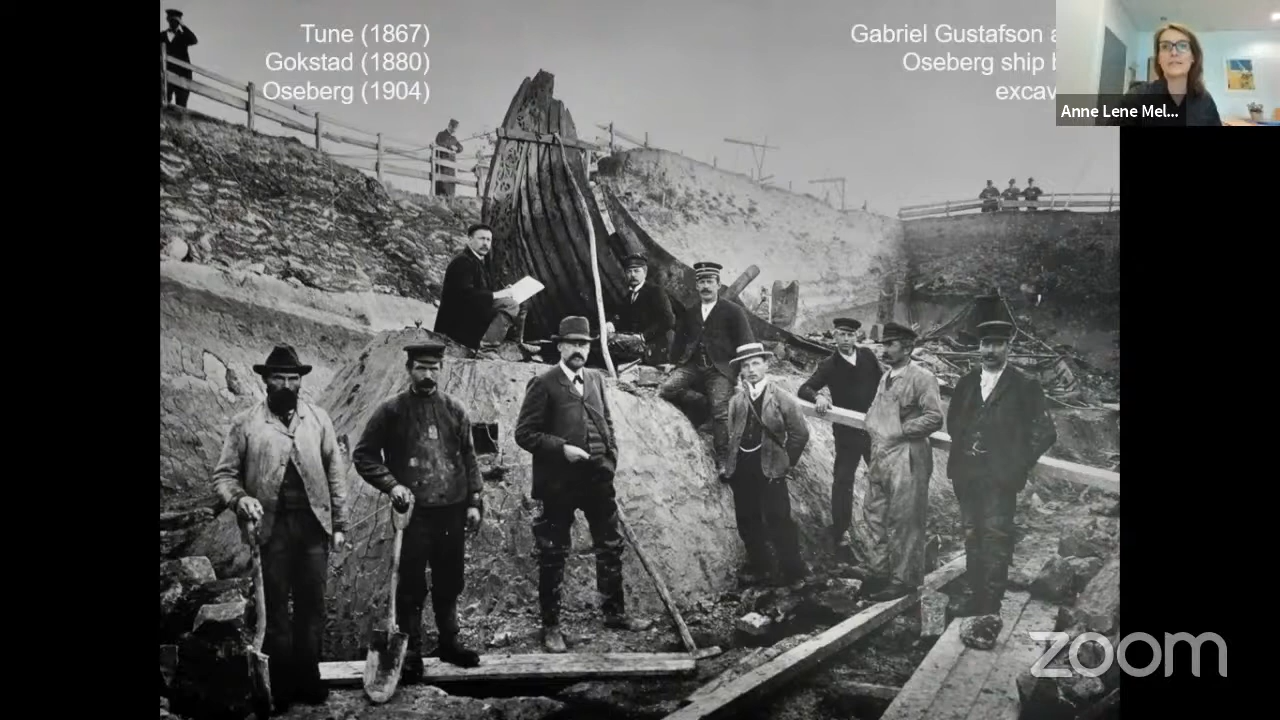 Tune (1867)
Gokstad (1880)
Oseberg (1904)
Gabriel Gustafson
Oseberg ship
Anne Lene Mel...
zoom